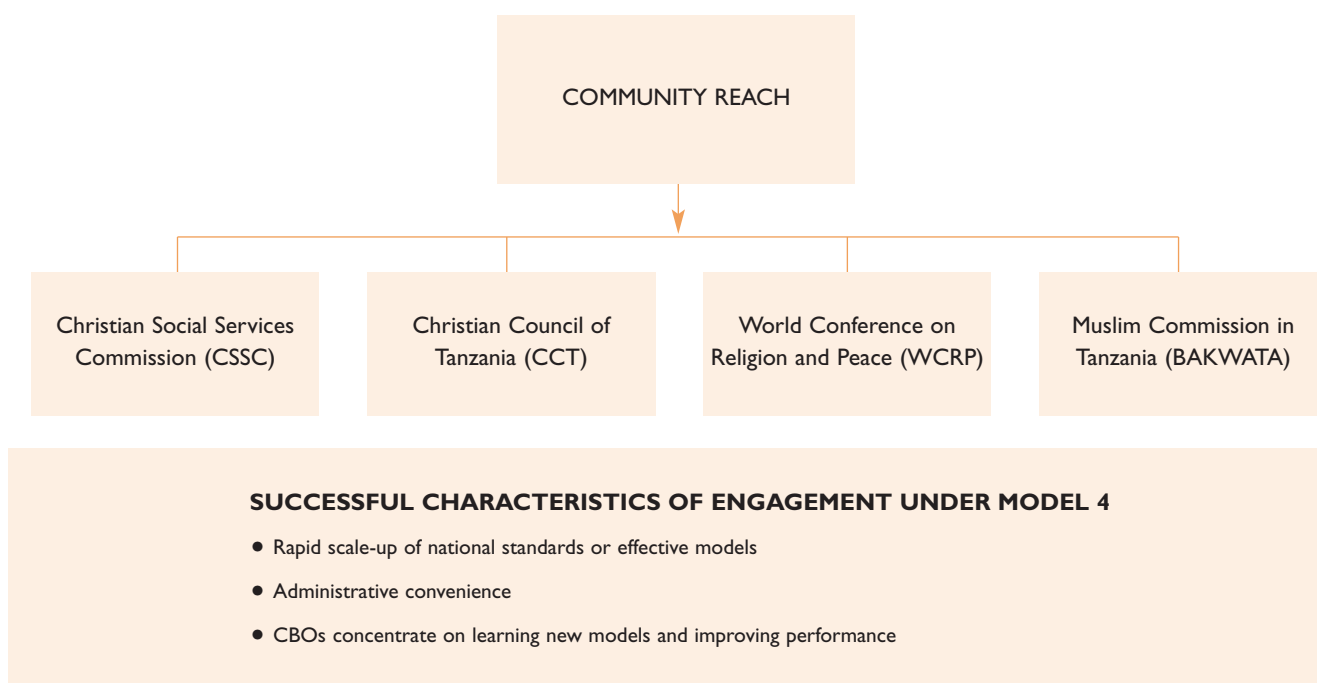 COMMUNITY REACH
Christian Social Services
Commission (CSSC)
Christian Council of
Tanzania (CCT)
World Conference on
Religion and Peace (WCRP)
Muslim Commission in
Tanzania (BAKWATA)
SUCCESSFUL CHARACTERISTICS OF ENGAGEMENT UNDER MODEL 4
• Rapid scale-up of national standards or effective models
• Administrative convenience
• CBOs concentrate on learning new models and improving performance